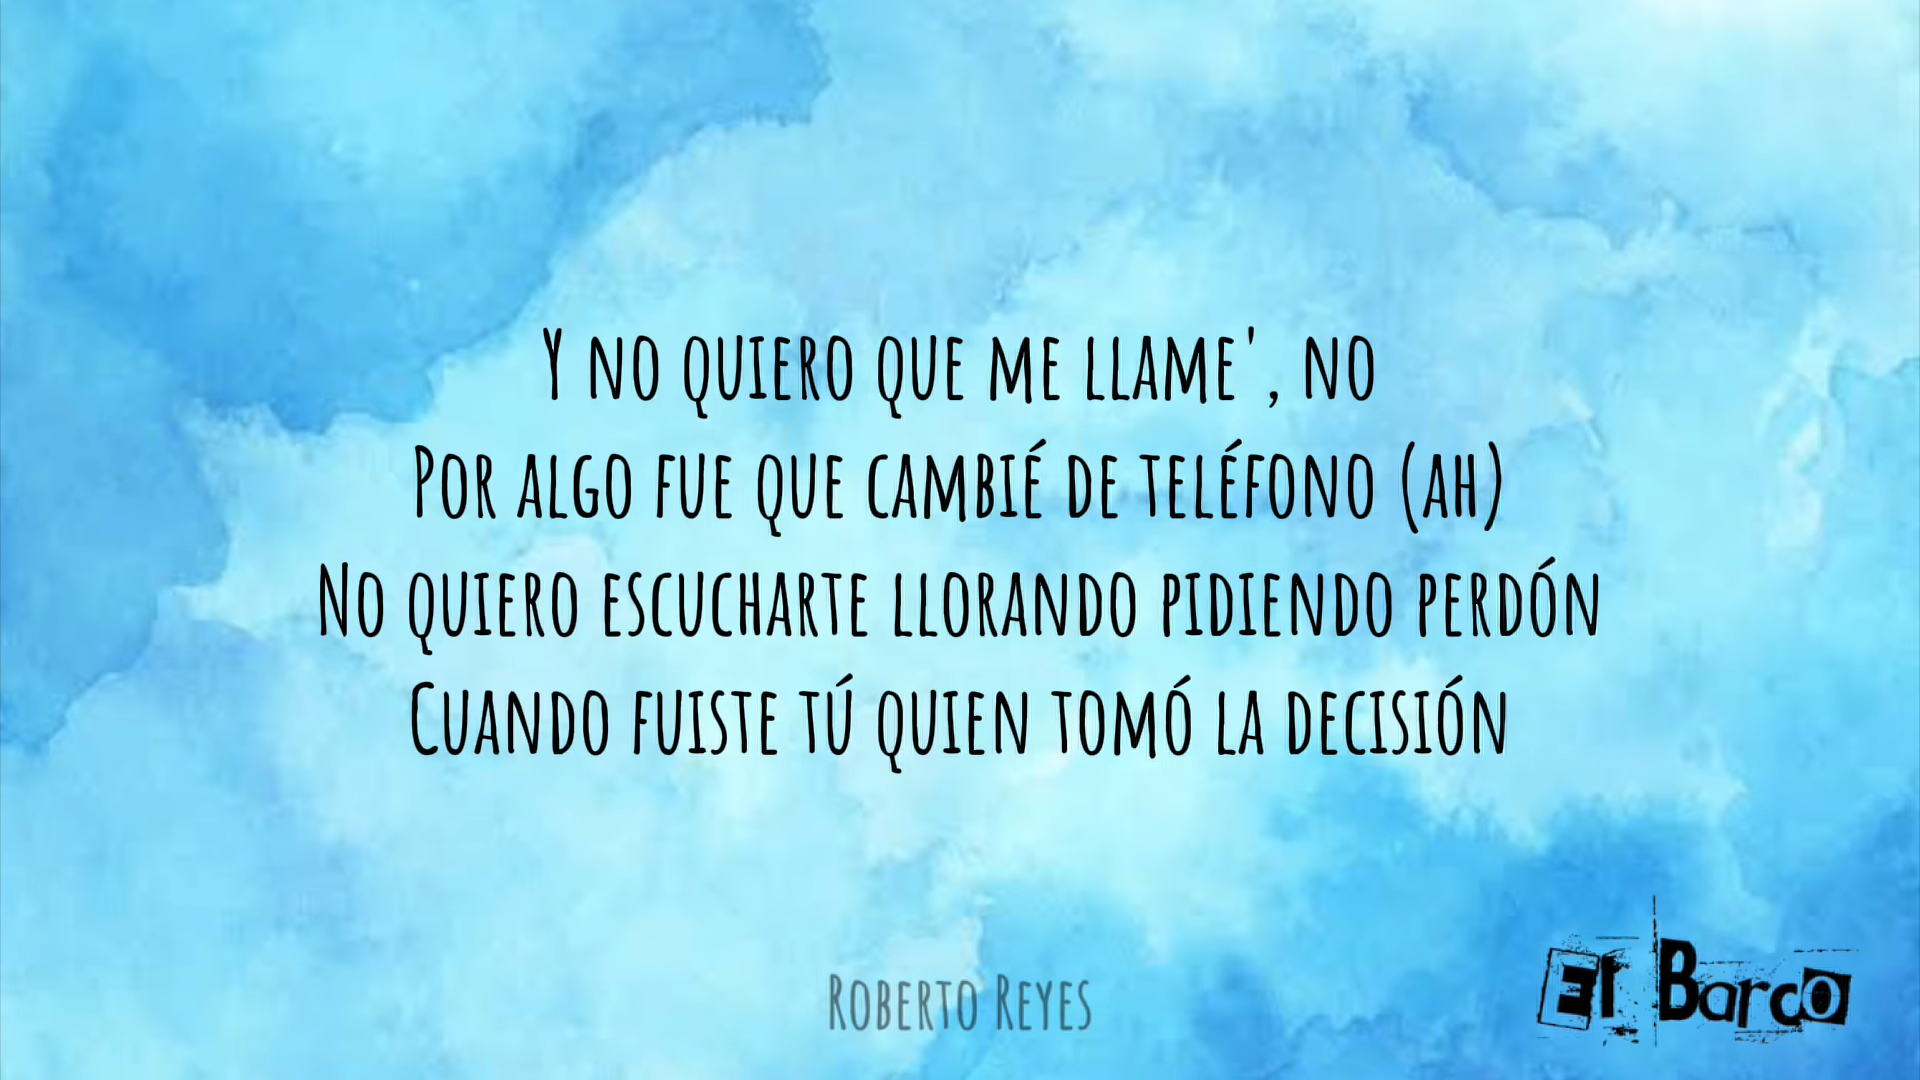 Y no quiero que me llame', no
Por algo fue que cambié de teléfono (ah)
No quiero escucharte llorando pidiendo perdón
Cuando fuiste tú quien tomó la decisión
Roberto Reyes
El Barco